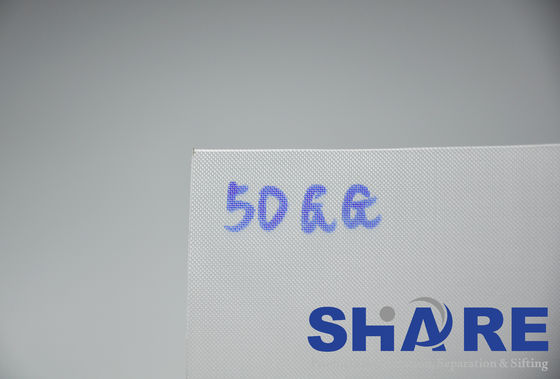 50GG
SHARE
Separation & Sifting